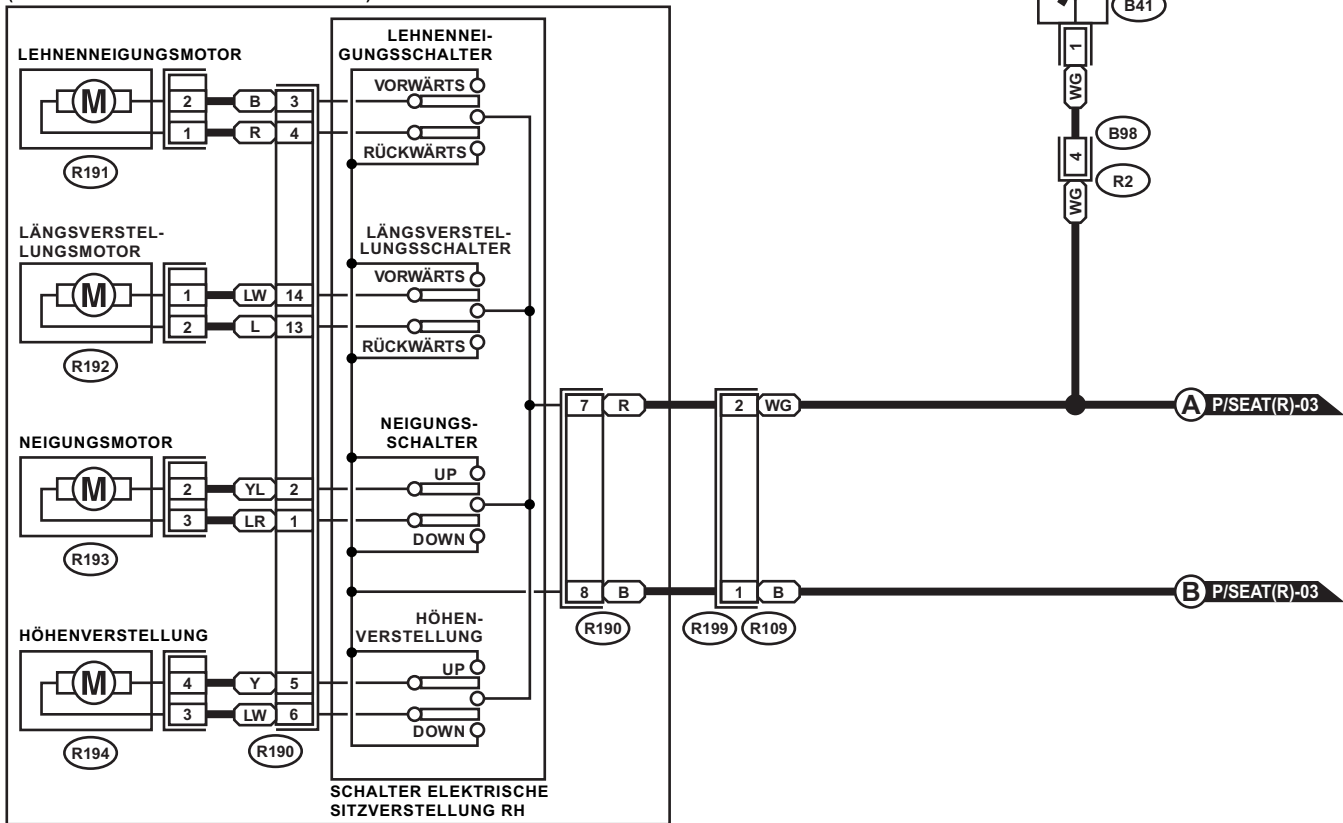 B41
LEHNENNEI-
GUNGSSCHALTER
LEHNENNEIGUNGSMOTOR
VORWÄRTS
M
2 B 3
1 R 4
RÜCKWÄRTS
R191
1
WG
B98
4
R2
WG
LÄNGSVERSTEL-
LUNGSMOTOR
LÄNGSVERSTEL-
LUNGSSCHALTER
VORWÄRTS
M
1 LW 14
2 L 13
RÜCKWÄRTS
R192
7 R 2 WG A P/SEAT(R)-03
NEIGUNGSMOTOR
NEIGUNGS-
SCHALTER
UP
M
2 YL 2
3 LR 1
DOWN
R193
8 B 1 B B P/SEAT(R)-03
R190 R199 R109
HÖHENVERSTELLUNG
HÖHEN-
VERSTELLUNG
UP
M
4 Y 5
3 LW 6
DOWN
R194
R190
SCHALTER ELEKTRISCHE
SITZVERSTELLUNG RH